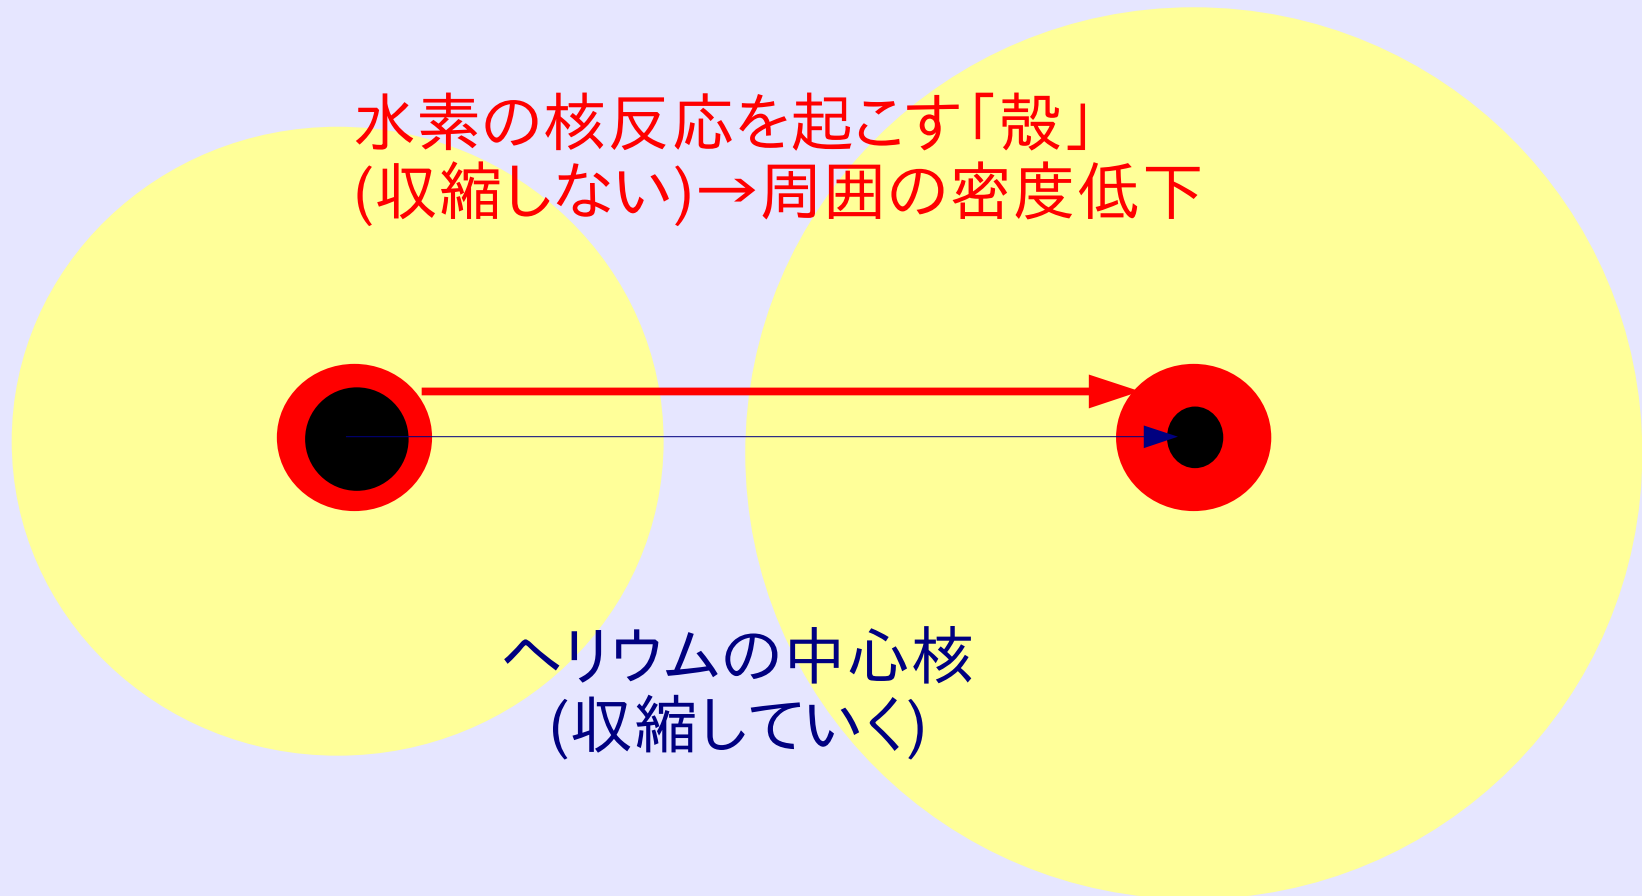 水素の核反応を起こす「殻」
(収縮しない)→周囲の密度低下
ヘリウムの中心核
(収縮していく)